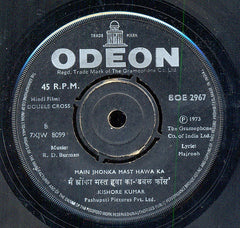 TRADE MARK
ODEON
Regd. Trade Mark of The Gramophone Co. Ltd.
45 R.P.M.
Hindi Film:
DOUBLE CROSS
BOE 2967
7XJW 8099
℗ 1973
The Gramophone
Co. of India Ltd.
Music:
R. D. Burman
Lyric:
Majrooh
MAIN JHONKA MAST HAWA KA
मैं झोंका मस्त हवा का-'डबल क्रॉस'
KISHORE KUMAR
Pashupati Pictures Pvt. Ltd.